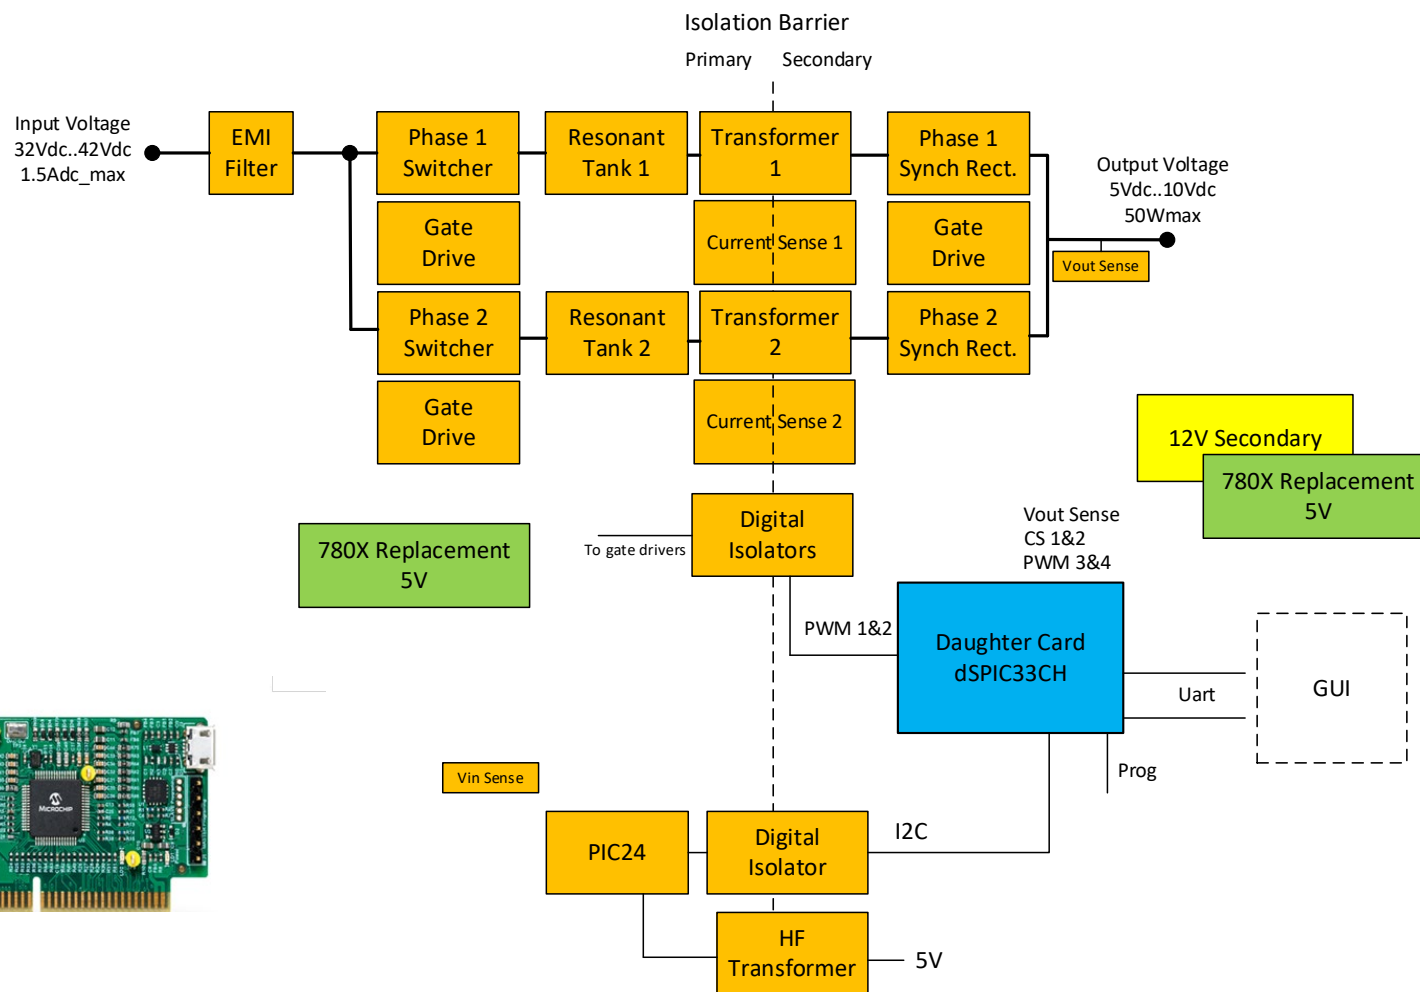 Isolation Barrier
Primary
Secondary
Input Voltage
32Vdc..42Vdc
1.5Adc_max
EMI
Filter
Phase 1
Switcher
Resonant
Tank 1
Transformer
1
Phase 1
Synch Rect.
Output Voltage
5Vdc..10Vdc
50Wmax
Gate
Drive
Current Sense 1
Gate
Drive
Vout Sense
Phase 2
Switcher
Resonant
Tank 2
Transformer
2
Phase 2
Synch Rect.
Gate
Drive
Current Sense 2
12V Secondary
780X Replacement
5V
780X Replacement
5V
To gate drivers
Digital
Isolators
Vout Sense
CS 1&2
PWM 3&4
PWM 1&2
Daughter Card
dSPIC33CH
Uart
GUI
Prog
MICROCHIP
Vin Sense
PIC24
Digital
Isolator
I2C
HF
Transformer
5V